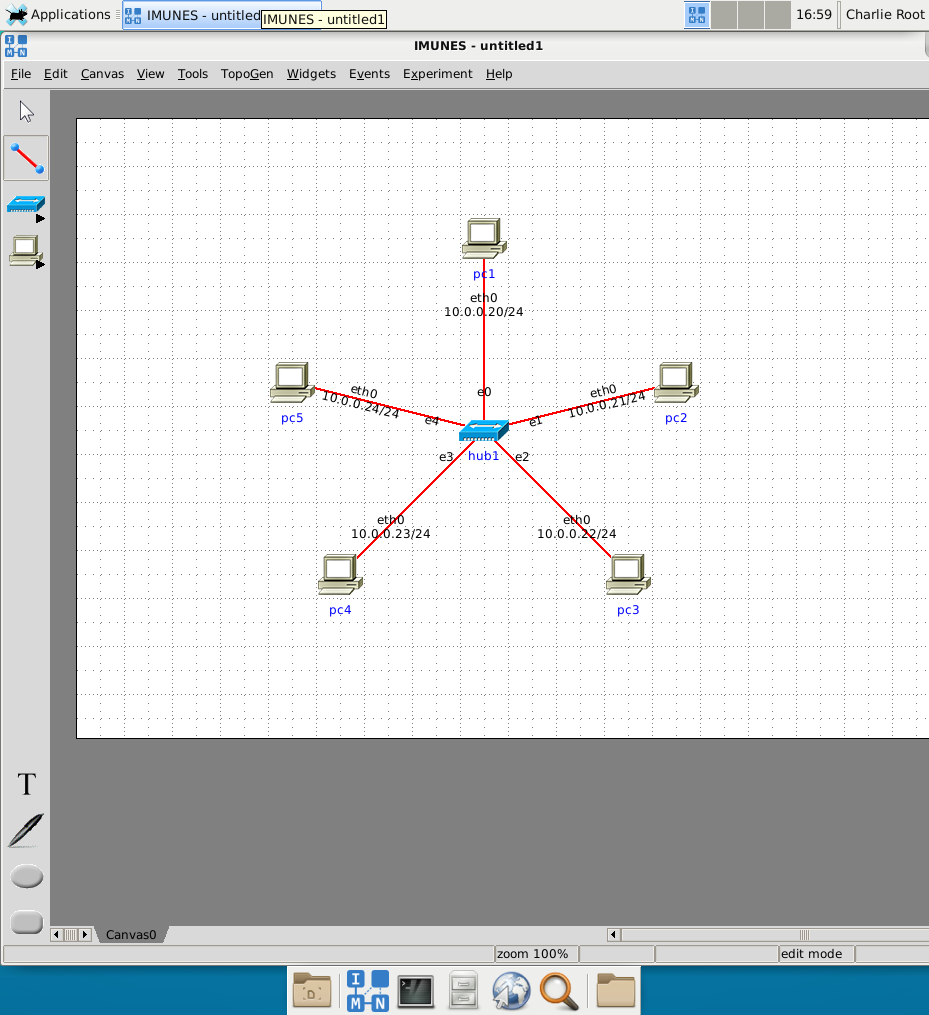 Applications
IMUNES - untitled
IMUNES - untitled1
16:59
Charlie Root
IMUNES - untitled1
File Edit Canvas View Tools TopoGen Widgets Events Experiment Help
pc1
eth0
10.0.0.20/24
e0
pc5
eth0
10.0.0.24/24
e4
eth0
10.0.0.21/24
e1
pc2
e3
hub1
e2
eth0
10.0.0.23/24
eth0
10.0.0.22/24
pc4
pc3
T
Canvas0
zoom 100%
edit mode
D
I
M N